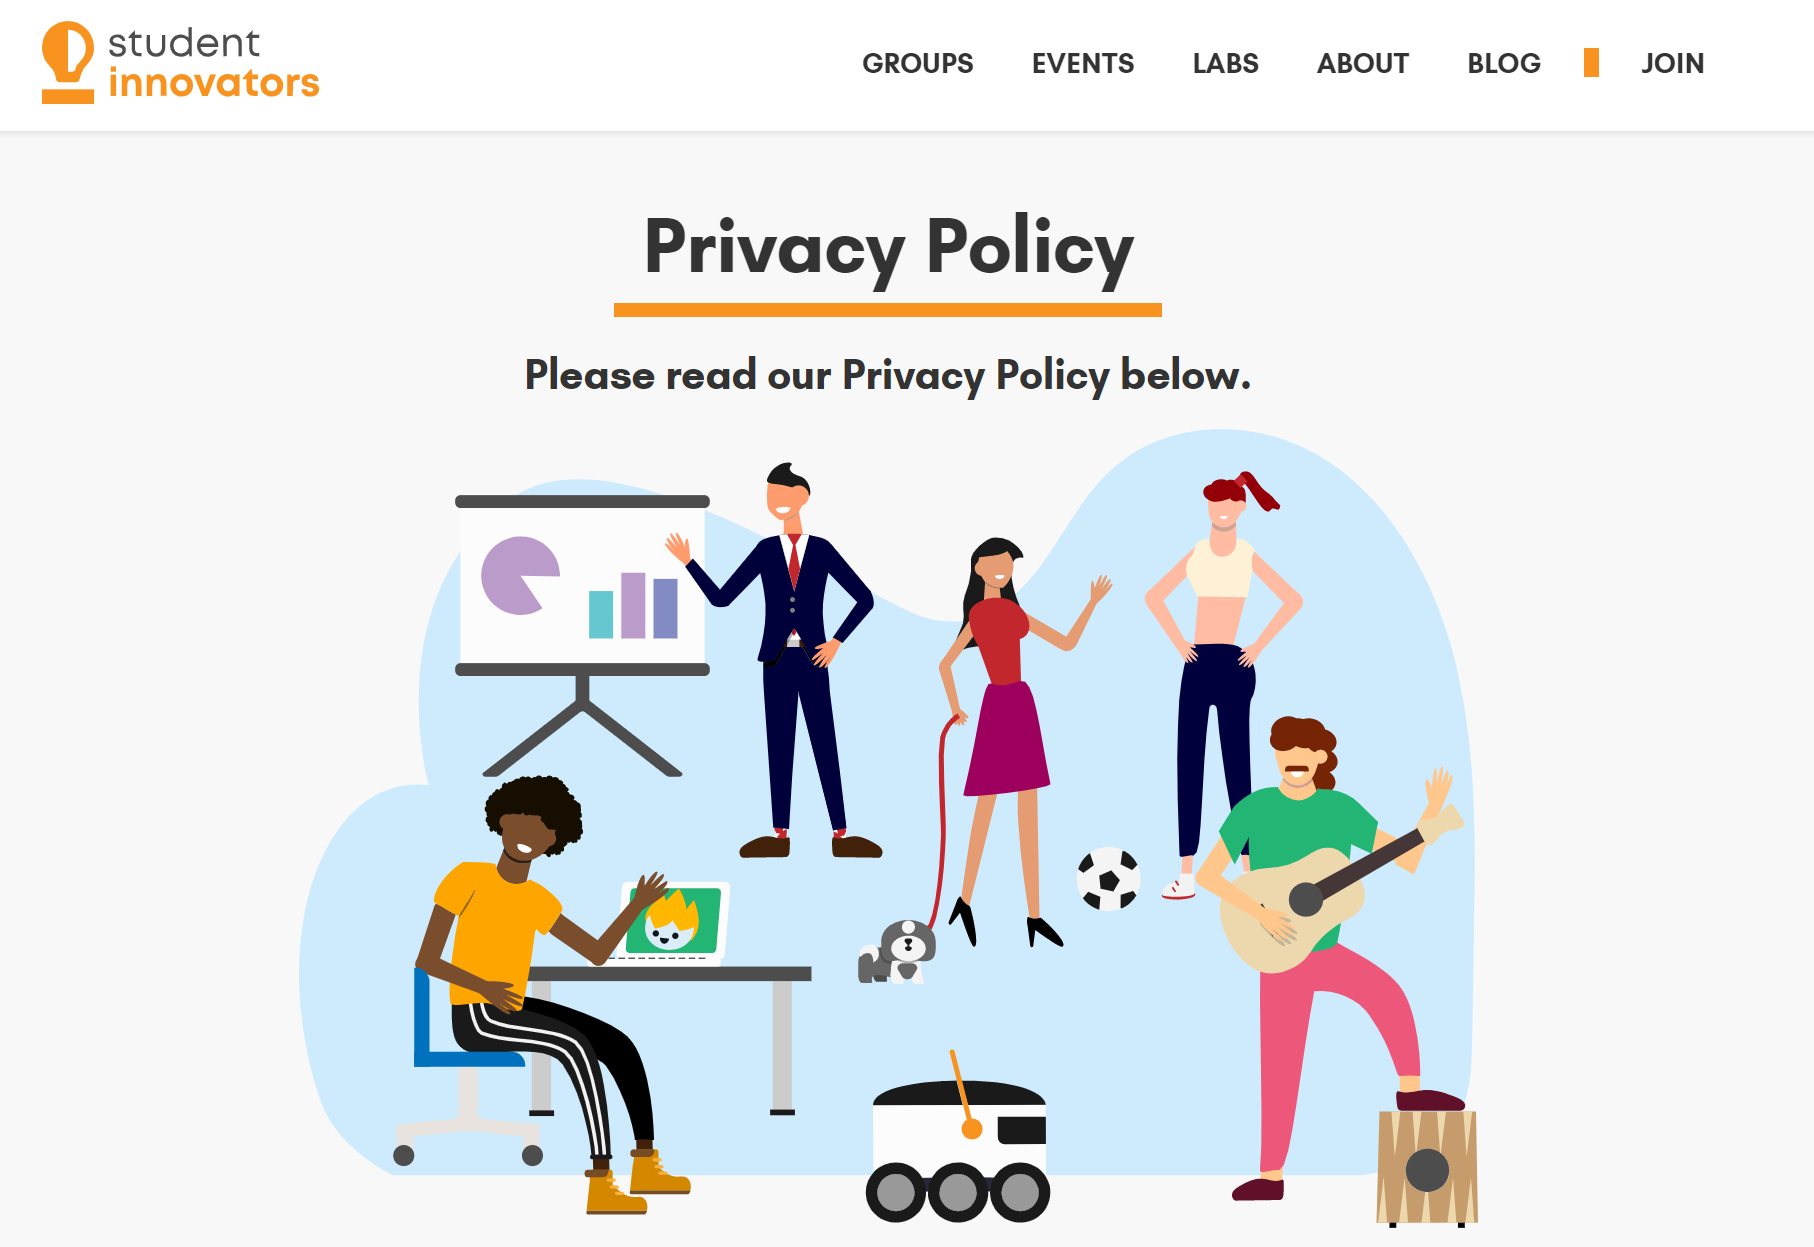 student
innovators
GROUPS EVENTS LABS ABOUT BLOG JOIN
Privacy Policy
Please read our Privacy Policy below.